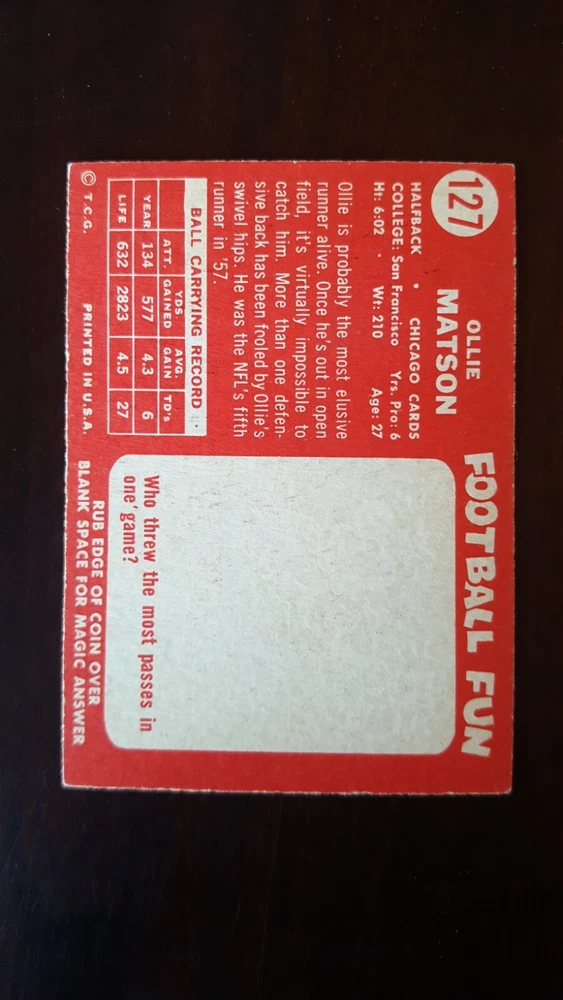 127
OLLIE
MATSON
HALFBACK • CHICAGO CARDS
COLLEGE: San Francisco Yrs. Pro: 6
Ht: 6:02 • Wt: 210 Age: 27
Ollie is probably the most elusive
runner alive. Once he's out in open
field, it's virtually impossible to
catch him. More than one defen-
sive back has been fooled by Ollie's
swivel hips. He was the NFL's fifth
runner in '57.
BALL CARRYING RECORD
ATT. YDS. GAINED AVG. GAIN TD's
YEAR 134 577 4.3 6
LIFE 632 2823 4.5 27
© T.C.G. PRINTED IN U.S.A.
FOOTBALL FUN
Who threw the most passes in
one game?
RUB EDGE OF COIN OVER
BLANK SPACE FOR MAGIC ANSWER